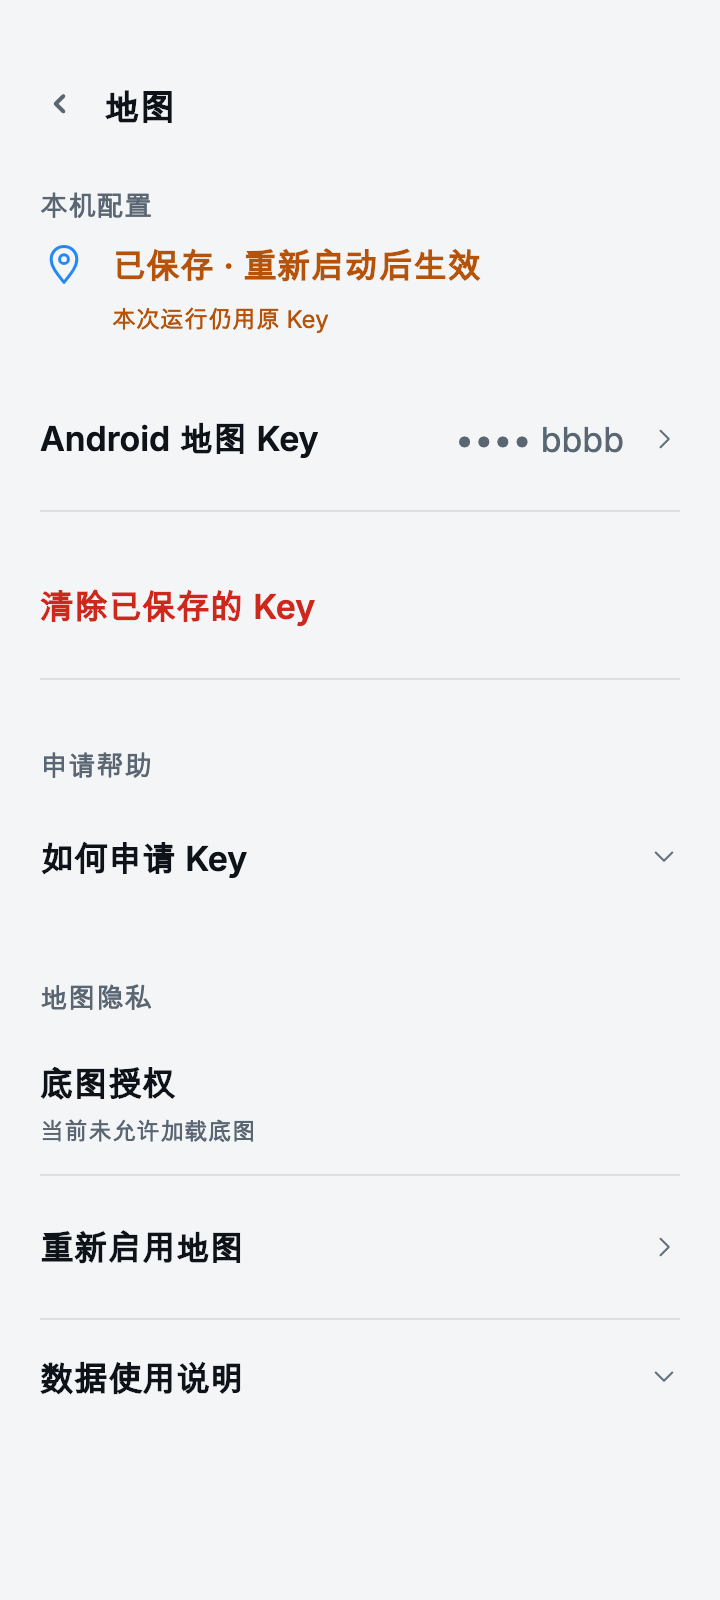 地图
本机配置
已保存 · 重新启动后生效
本次运行仍用原 Key
Android 地图 Key •••• bbbb
清除已保存的 Key
申请帮助
如何申请 Key
地图隐私
底图授权
当前未允许加载底图
重新启用地图
数据使用说明